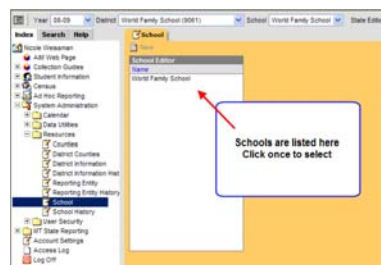 Year 08-09 District World Family School (9061) School World Family School State Editi
Index Search Help
School
Nicole Weissman
New
AIM Web Page
Collection Guides
Student Information
Census
Ad Hoc Reporting
System Administration
Calendar
Data Utilities
Resources
Counties
District Counties
District Information
District Information Hist
Reporting Entity
Reporting Entity History
School
School History
User Security
MT State Reporting
Account Settings
Access Log
Log Off
School Editor
Name
World Family School
Schools are listed here
Click once to select